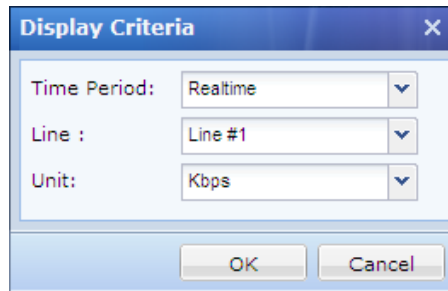 Display Criteria
Time Period: Realtime
Line : Line #1
Unit: Kbps
OK Cancel